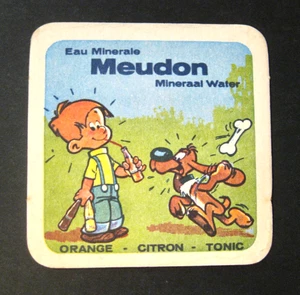 Eau Minerale
Meudon
Mineraal Water
ORANGE - CITRON - TONIC